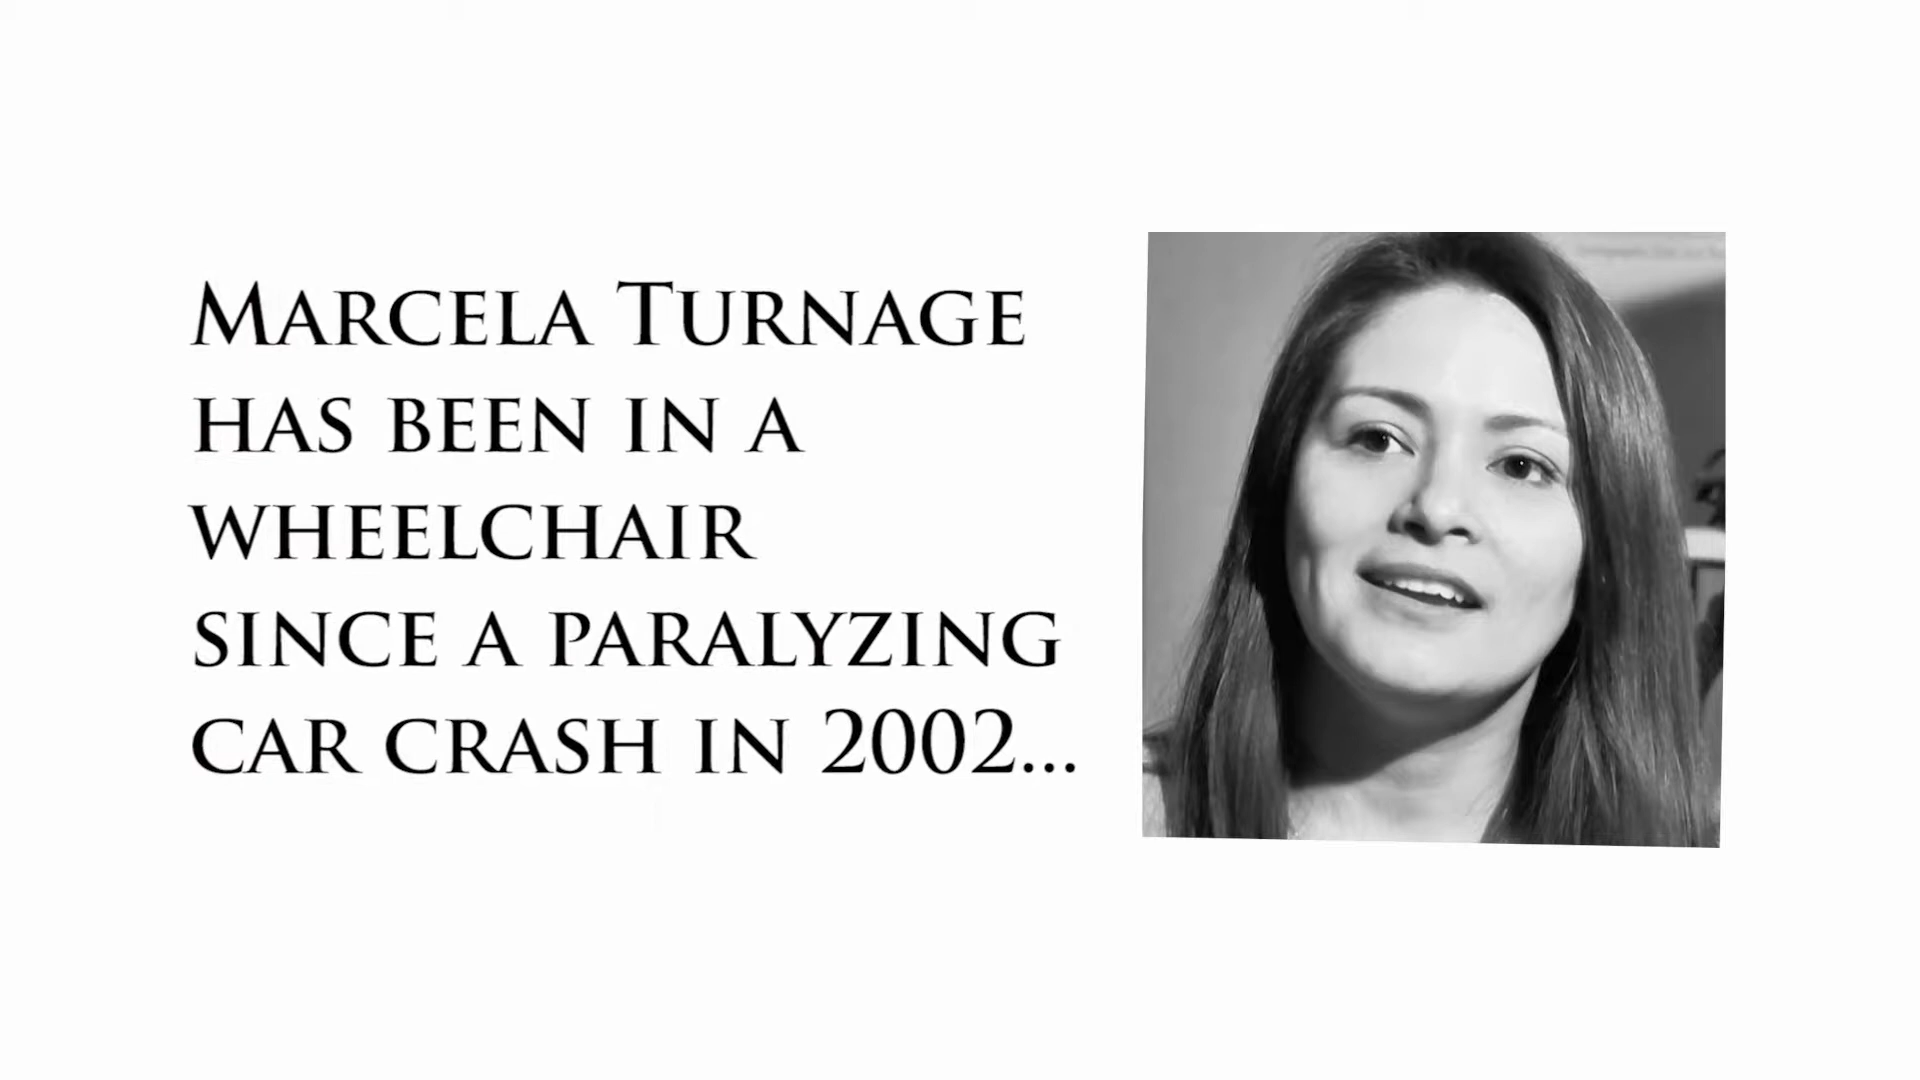 Marcela Turnage
has been in a
wheelchair
since a paralyzing
car crash in 2002...